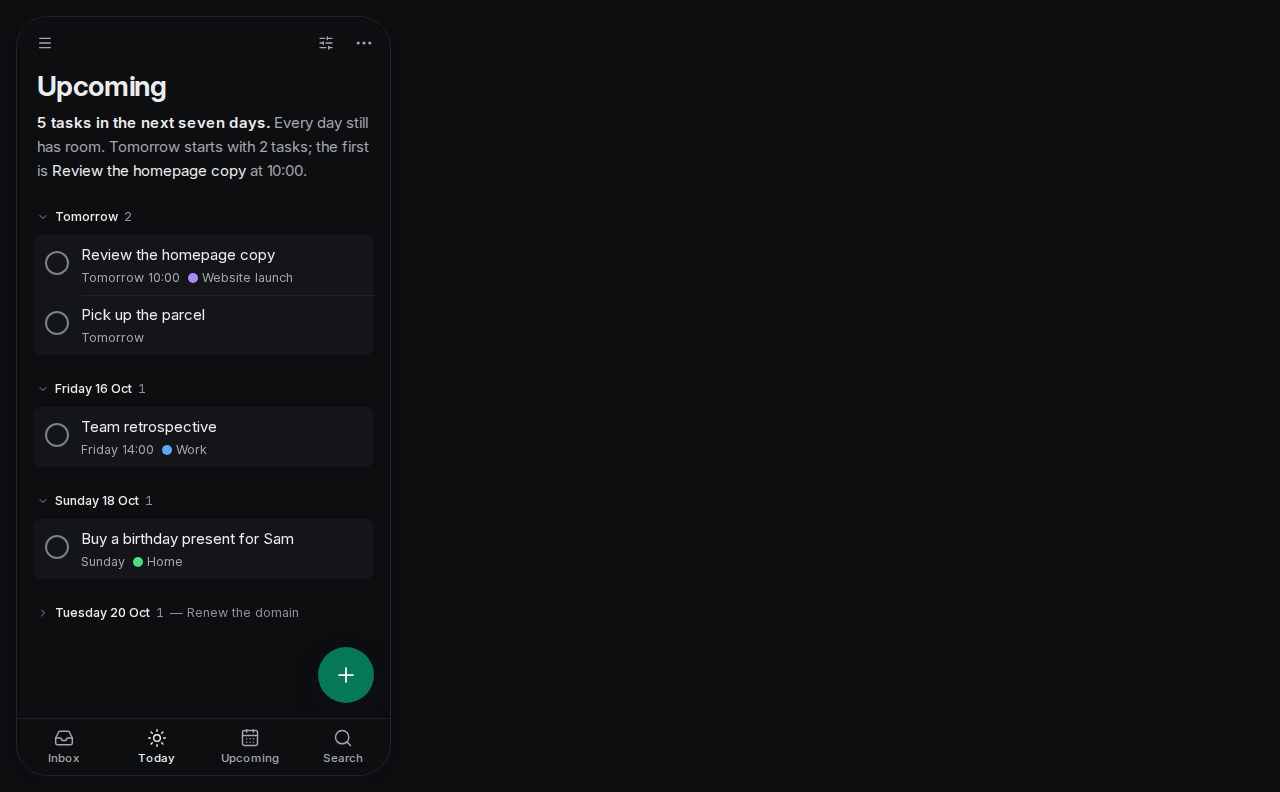 Upcoming
5 tasks in the next seven days. Every day still
has room. Tomorrow starts with 2 tasks; the first
is Review the homepage copy at 10:00.
Tomorrow 2
Review the homepage copy
Tomorrow 10:00 Website launch
Pick up the parcel
Tomorrow
Friday 16 Oct 1
Team retrospective
Friday 14:00 Work
Sunday 18 Oct 1
Buy a birthday present for Sam
Sunday Home
Tuesday 20 Oct 1 — Renew the domain
Inbox Today Upcoming Search